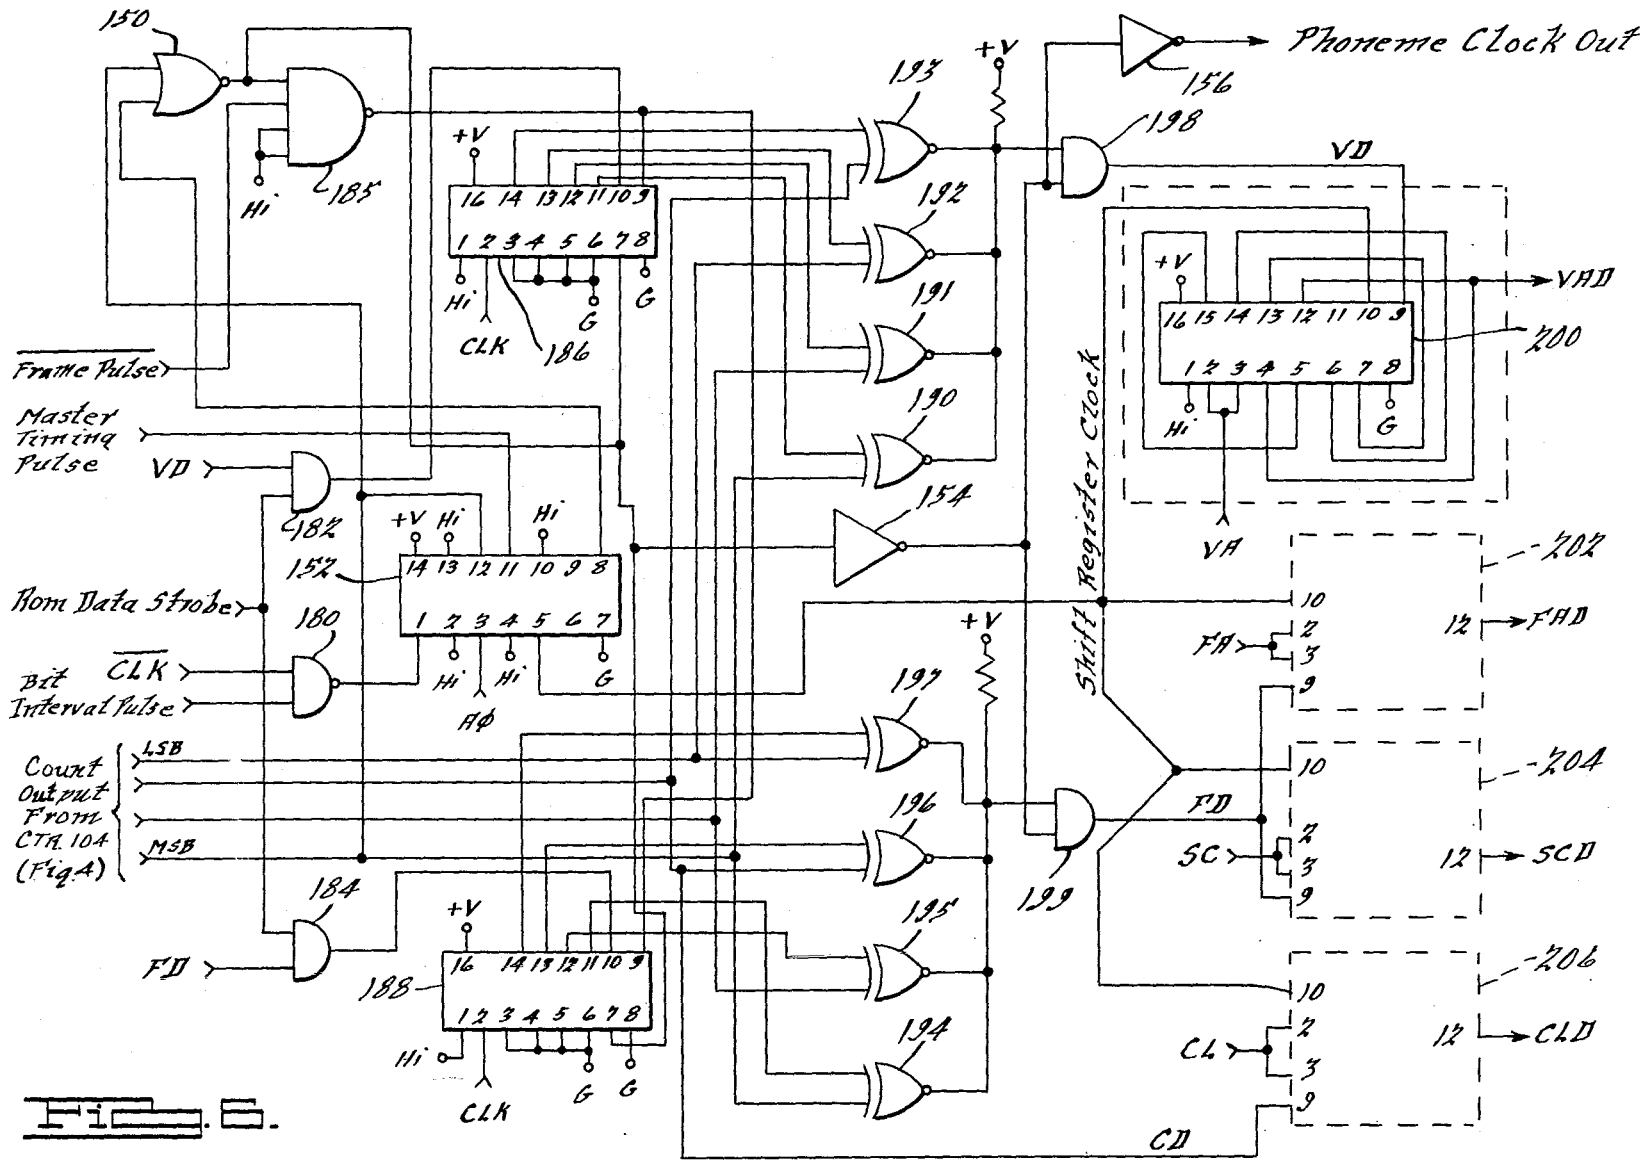 150
193
+V
Phoneme Clock Out
156
198
185
Hi
+V
16 14 13 12 11 10 9
1 2 3 4 5 6 7 8
Hi
CLK
186
G
G
192
191
190
VD
+V
16 15 14 13 12 11 10 9
1 2 3 4 5 6 7 8
Hi
G
VA
VAD
200
Frame Pulse
Master
Timing
Pulse
VD
182
+V
Hi
Hi
14 13 12 11 10 9 8
1 2 3 4 5 6 7
152
Hi
AØ
Hi
G
154
Shift Register Clock
Rom Data Strobe
180
CLK
Bit
Interval Pulse
202
10
2
3
9
12
FA
FAD
+V
197
196
195
194
199
FD
204
10
2
3
9
12
SC
SCD
LSB
Count
Output
From
CTR. 104
(Fig.4)
MSB
184
FD
+V
16 14 13 12 11 10 9
1 2 3 4 5 6 7 8
188
Hi
CLK
G
G
206
10
2
3
9
12
CL
CLD
CD
Fig. 6.